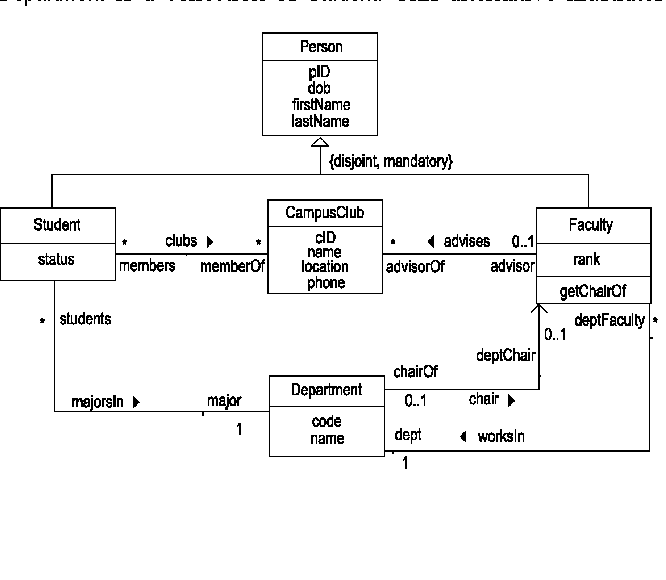 Person
pID
dob
firstName
lastName
{disjoint, mandatory}
Student
status
CampusClub
cID
name
location
phone
Faculty
rank
getChairOf
* clubs ▶ *
members memberOf
* ◀ advises 0..1
advisorOf advisor
* students
deptFaculty *
0..1
deptChair
chairOf
0..1 chair ▶
majorsIn ▶ major
1
Department
code
name
dept ◀ worksIn
1